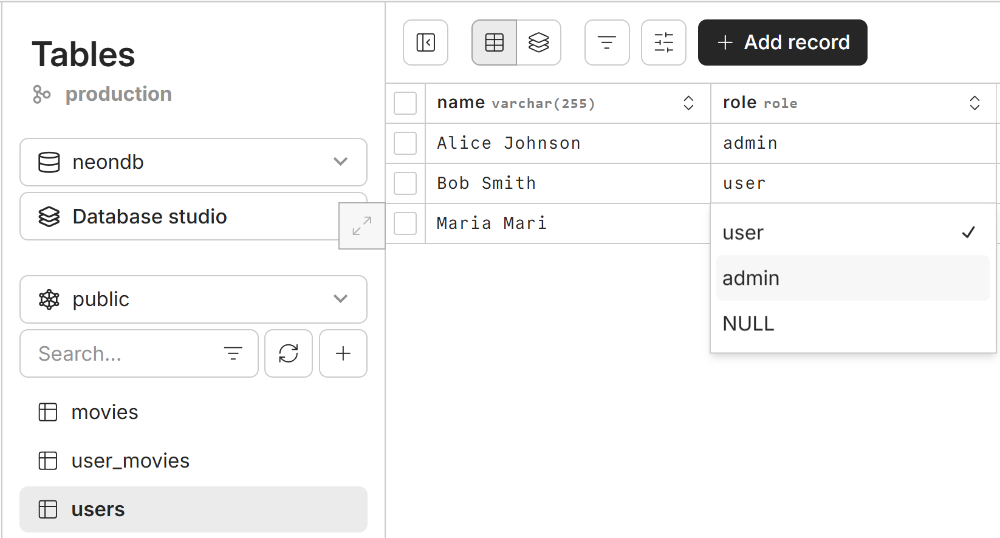 Tables
production
neondb
Database studio
public
Search...
movies
user_movies
users
+ Add record
name varchar(255) role role
Alice Johnson admin
Bob Smith user
Maria Mari
user
admin
NULL